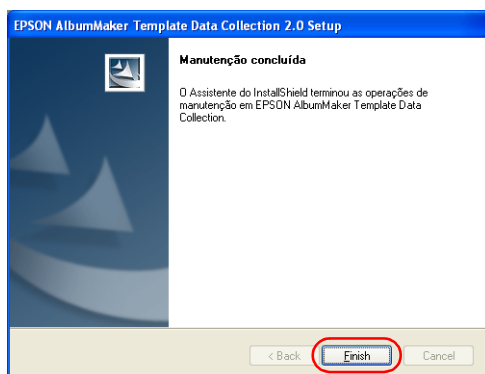 EPSON AlbumMaker Template Data Collection 2.0 Setup
Manutenção concluída
O Assistente do InstallShield terminou as operações de
manutenção em EPSON AlbumMaker Template Data
Collection.
< Back
Finish
Cancel